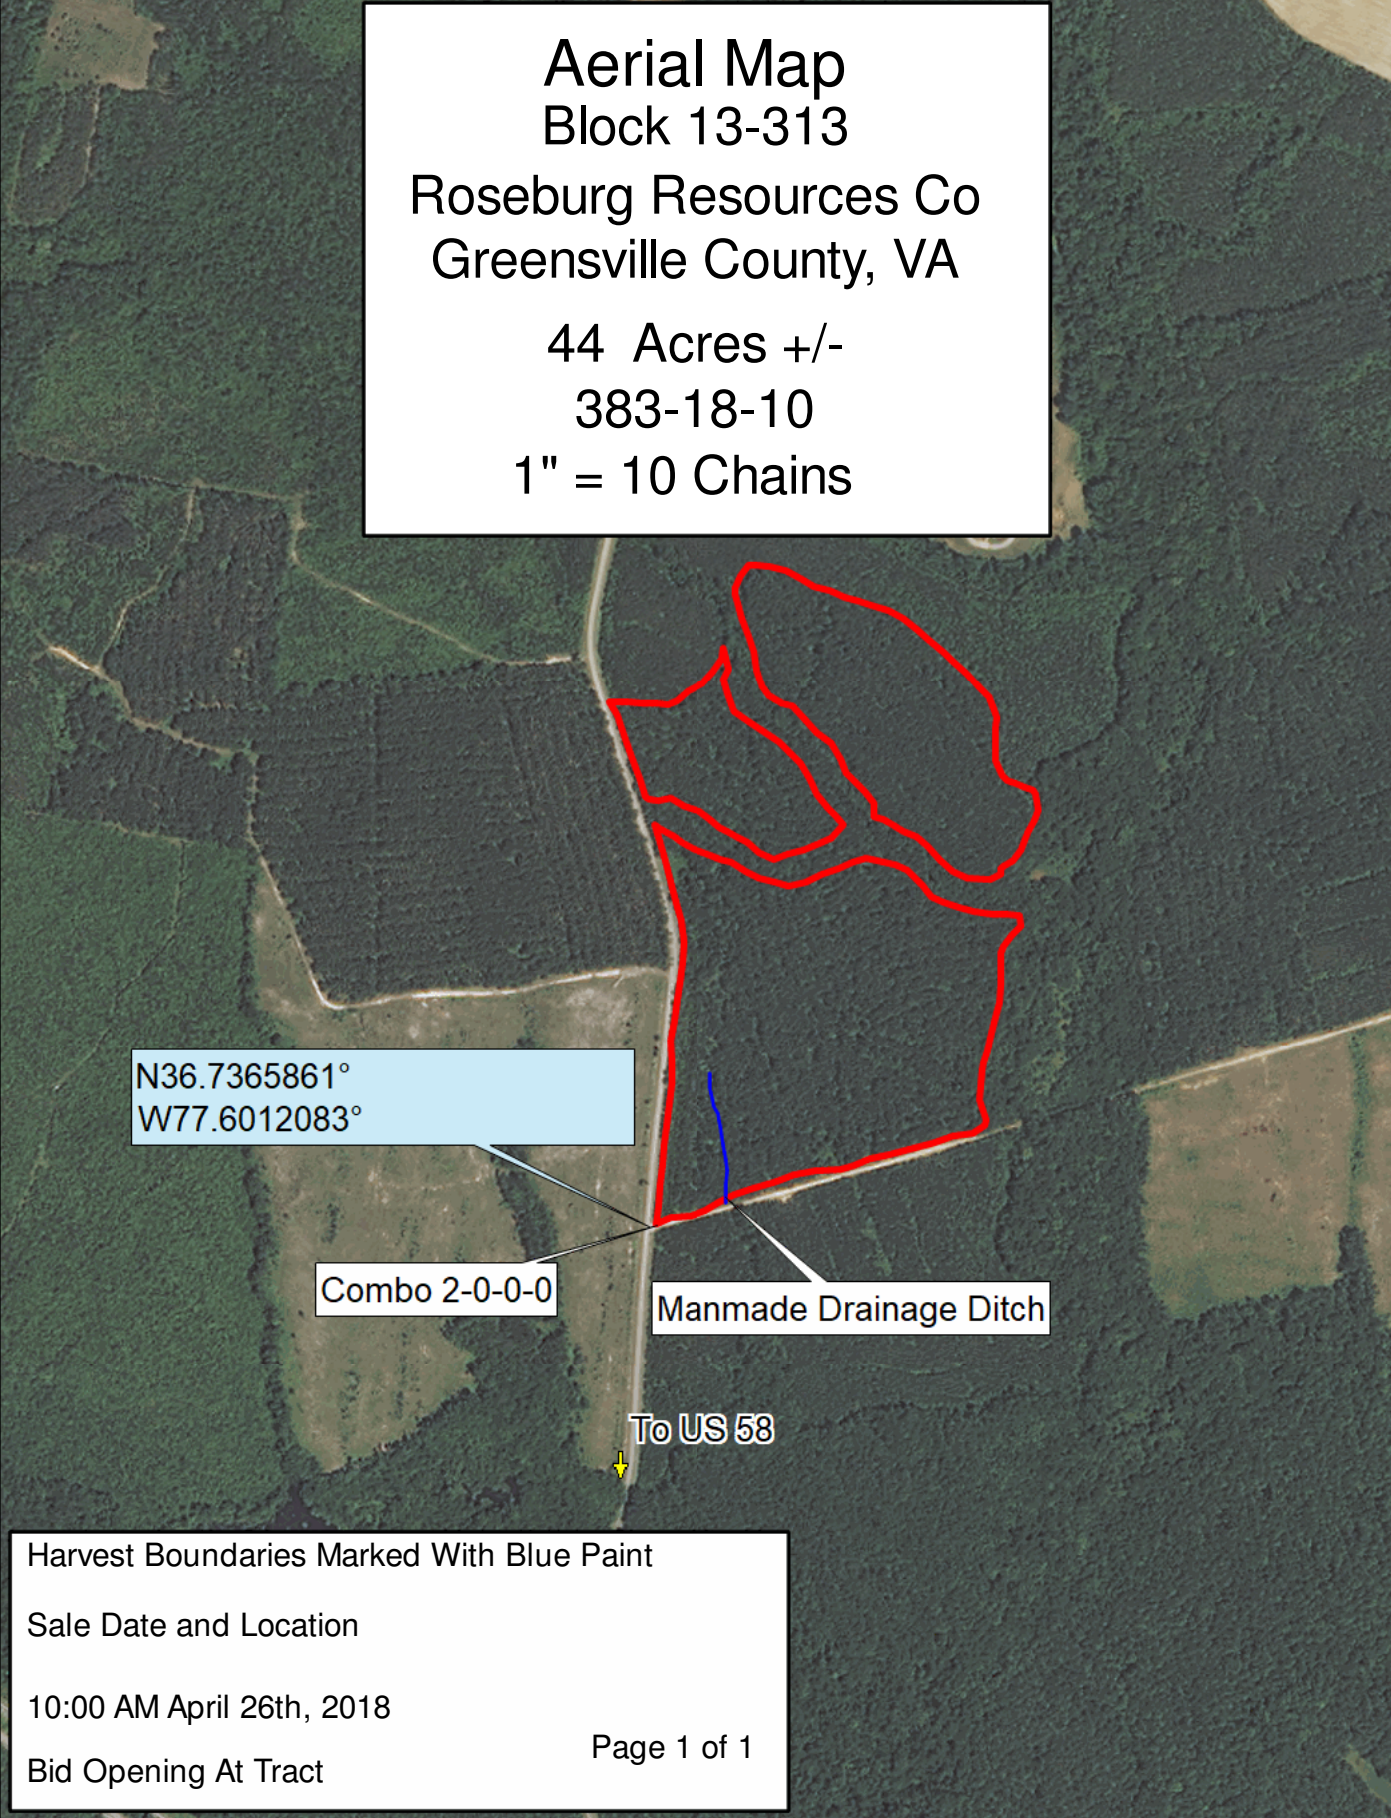 Aerial Map
Block 13-313
Roseburg Resources Co
Greensville County, VA
44 Acres +/-
383-18-10
1" = 10 Chains
N36.7365861°
W77.6012083°
Combo 2-0-0-0
Manmade Drainage Ditch
To US 58
Harvest Boundaries Marked With Blue Paint
Sale Date and Location
10:00 AM April 26th, 2018
Page 1 of 1
Bid Opening At Tract